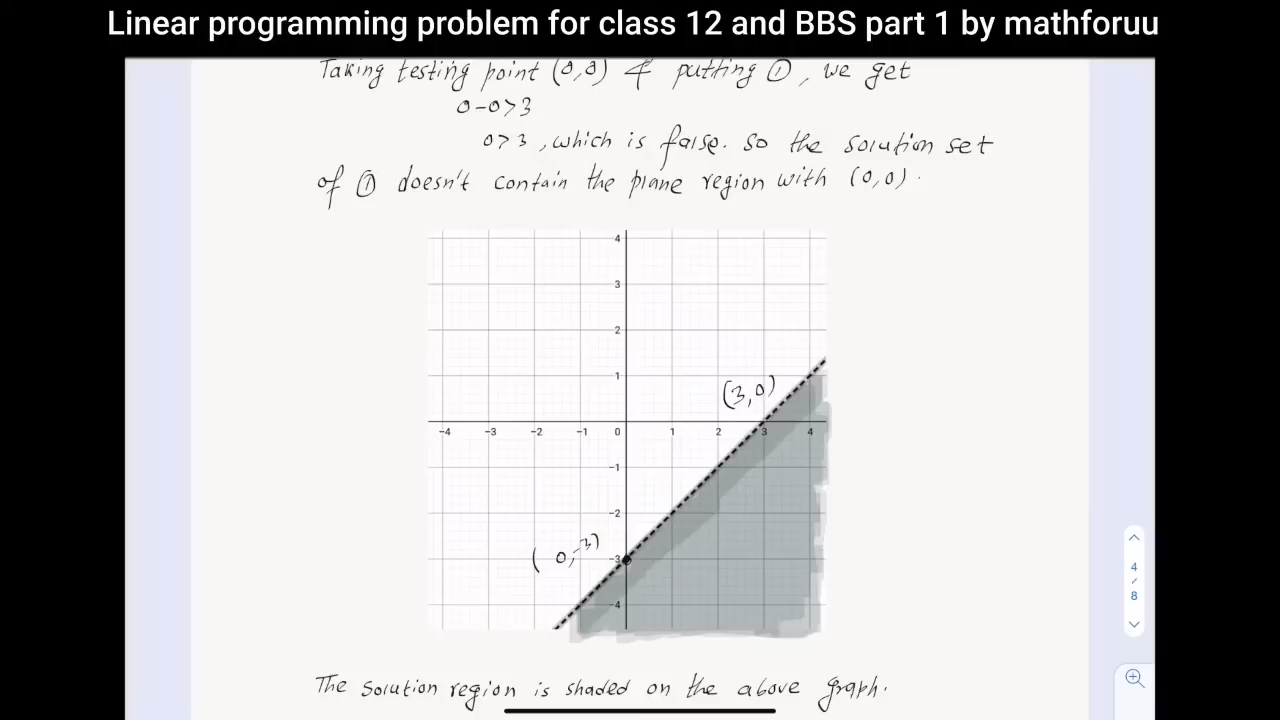 Linear programming problem for class 12 and BBS part 1 by mathforuu
Taking testing point (0,0) & putting ①, we get
0-0>3
0>3, which is false. so the solution set
of ① doesn't contain the plane region with (0,0).
4
3
2
1
(3,0)
-4 -3 -2 -1 0 1 2 3 4
-1
-2
(0,-3)
-3
-4
4
/
8
The solution region is shaded on the above graph.